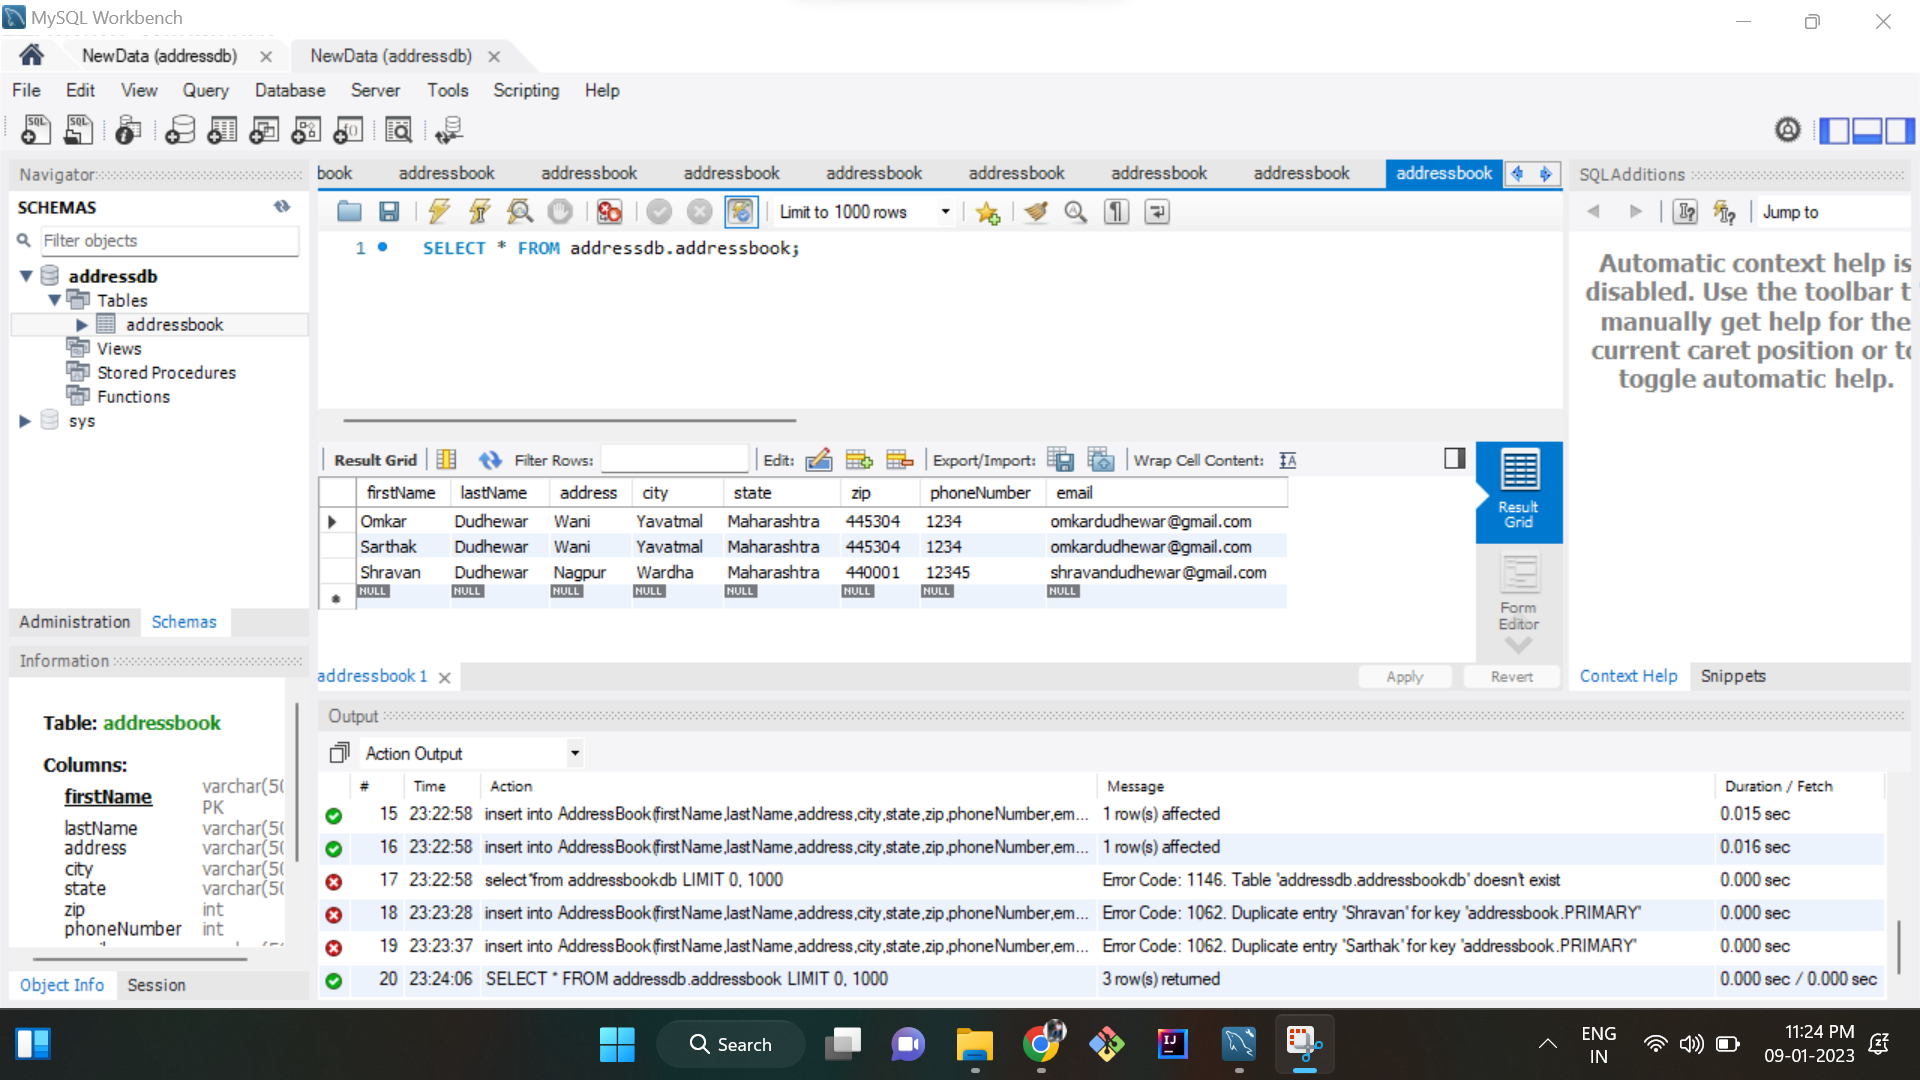 MySQL Workbench
NewData (addressdb)
NewData (addressdb)
File Edit View Query Database Server Tools Scripting Help
Navigator
SCHEMAS
Filter objects
addressdb
Tables
addressbook
Views
Stored Procedures
Functions
sys
Administration Schemas
Information
Table: addressbook
Columns:
firstName varchar(50
PK
lastName varchar(50
address varchar(50
city varchar(50
state varchar(50
zip int
phoneNumber int
Object Info Session
book addressbook addressbook addressbook addressbook addressbook addressbook addressbook addressbook
Limit to 1000 rows
1 SELECT * FROM addressdb.addressbook;
Result Grid Filter Rows: Edit: Export/Import: Wrap Cell Content:
firstName lastName address city state zip phoneNumber email
Omkar Dudhewar Wani Yavatmal Maharashtra 445304 1234 omkardudhewar@gmail.com
Sarthak Dudhewar Wani Yavatmal Maharashtra 445304 1234 omkardudhewar@gmail.com
Shravan Dudhewar Nagpur Wardha Maharashtra 440001 12345 shravandudhewar@gmail.com
NULL NULL NULL NULL NULL NULL NULL NULL
Result
Grid
Form
Editor
addressbook 1
Apply Revert
SQLAdditions
Jump to
Automatic context help is
disabled. Use the toolbar t
manually get help for the
current caret position or to
toggle automatic help.
Context Help Snippets
Output
Action Output
# Time Action Message Duration / Fetch
15 23:22:58 insert into AddressBook(firstName,lastName,address,city,state,zip,phoneNumber,em... 1 row(s) affected 0.015 sec
16 23:22:58 insert into AddressBook(firstName,lastName,address,city,state,zip,phoneNumber,em... 1 row(s) affected 0.016 sec
17 23:22:58 select*from addressbookdb LIMIT 0, 1000 Error Code: 1146. Table 'addressdb.addressbookdb' doesn't exist 0.000 sec
18 23:23:28 insert into AddressBook(firstName,lastName,address,city,state,zip,phoneNumber,em... Error Code: 1062. Duplicate entry 'Shravan' for key 'addressbook.PRIMARY' 0.000 sec
19 23:23:37 insert into AddressBook(firstName,lastName,address,city,state,zip,phoneNumber,em... Error Code: 1062. Duplicate entry 'Sarthak' for key 'addressbook.PRIMARY' 0.000 sec
20 23:24:06 SELECT * FROM addressdb.addressbook LIMIT 0, 1000 3 row(s) returned 0.000 sec / 0.000 sec
Search
ENG
IN
11:24 PM
09-01-2023